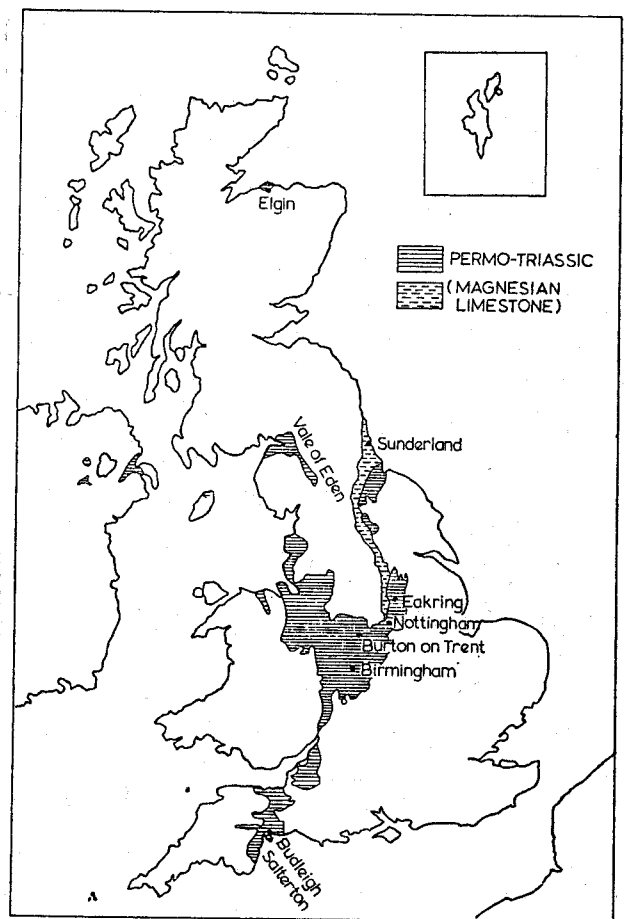 Elgin
PERMO-TRIASSIC
(MAGNESIAN
LIMESTONE)
Vale of Eden
Sunderland
Eakring
Nottingham
Burton on Trent
Birmingham
Budleigh
Salterton